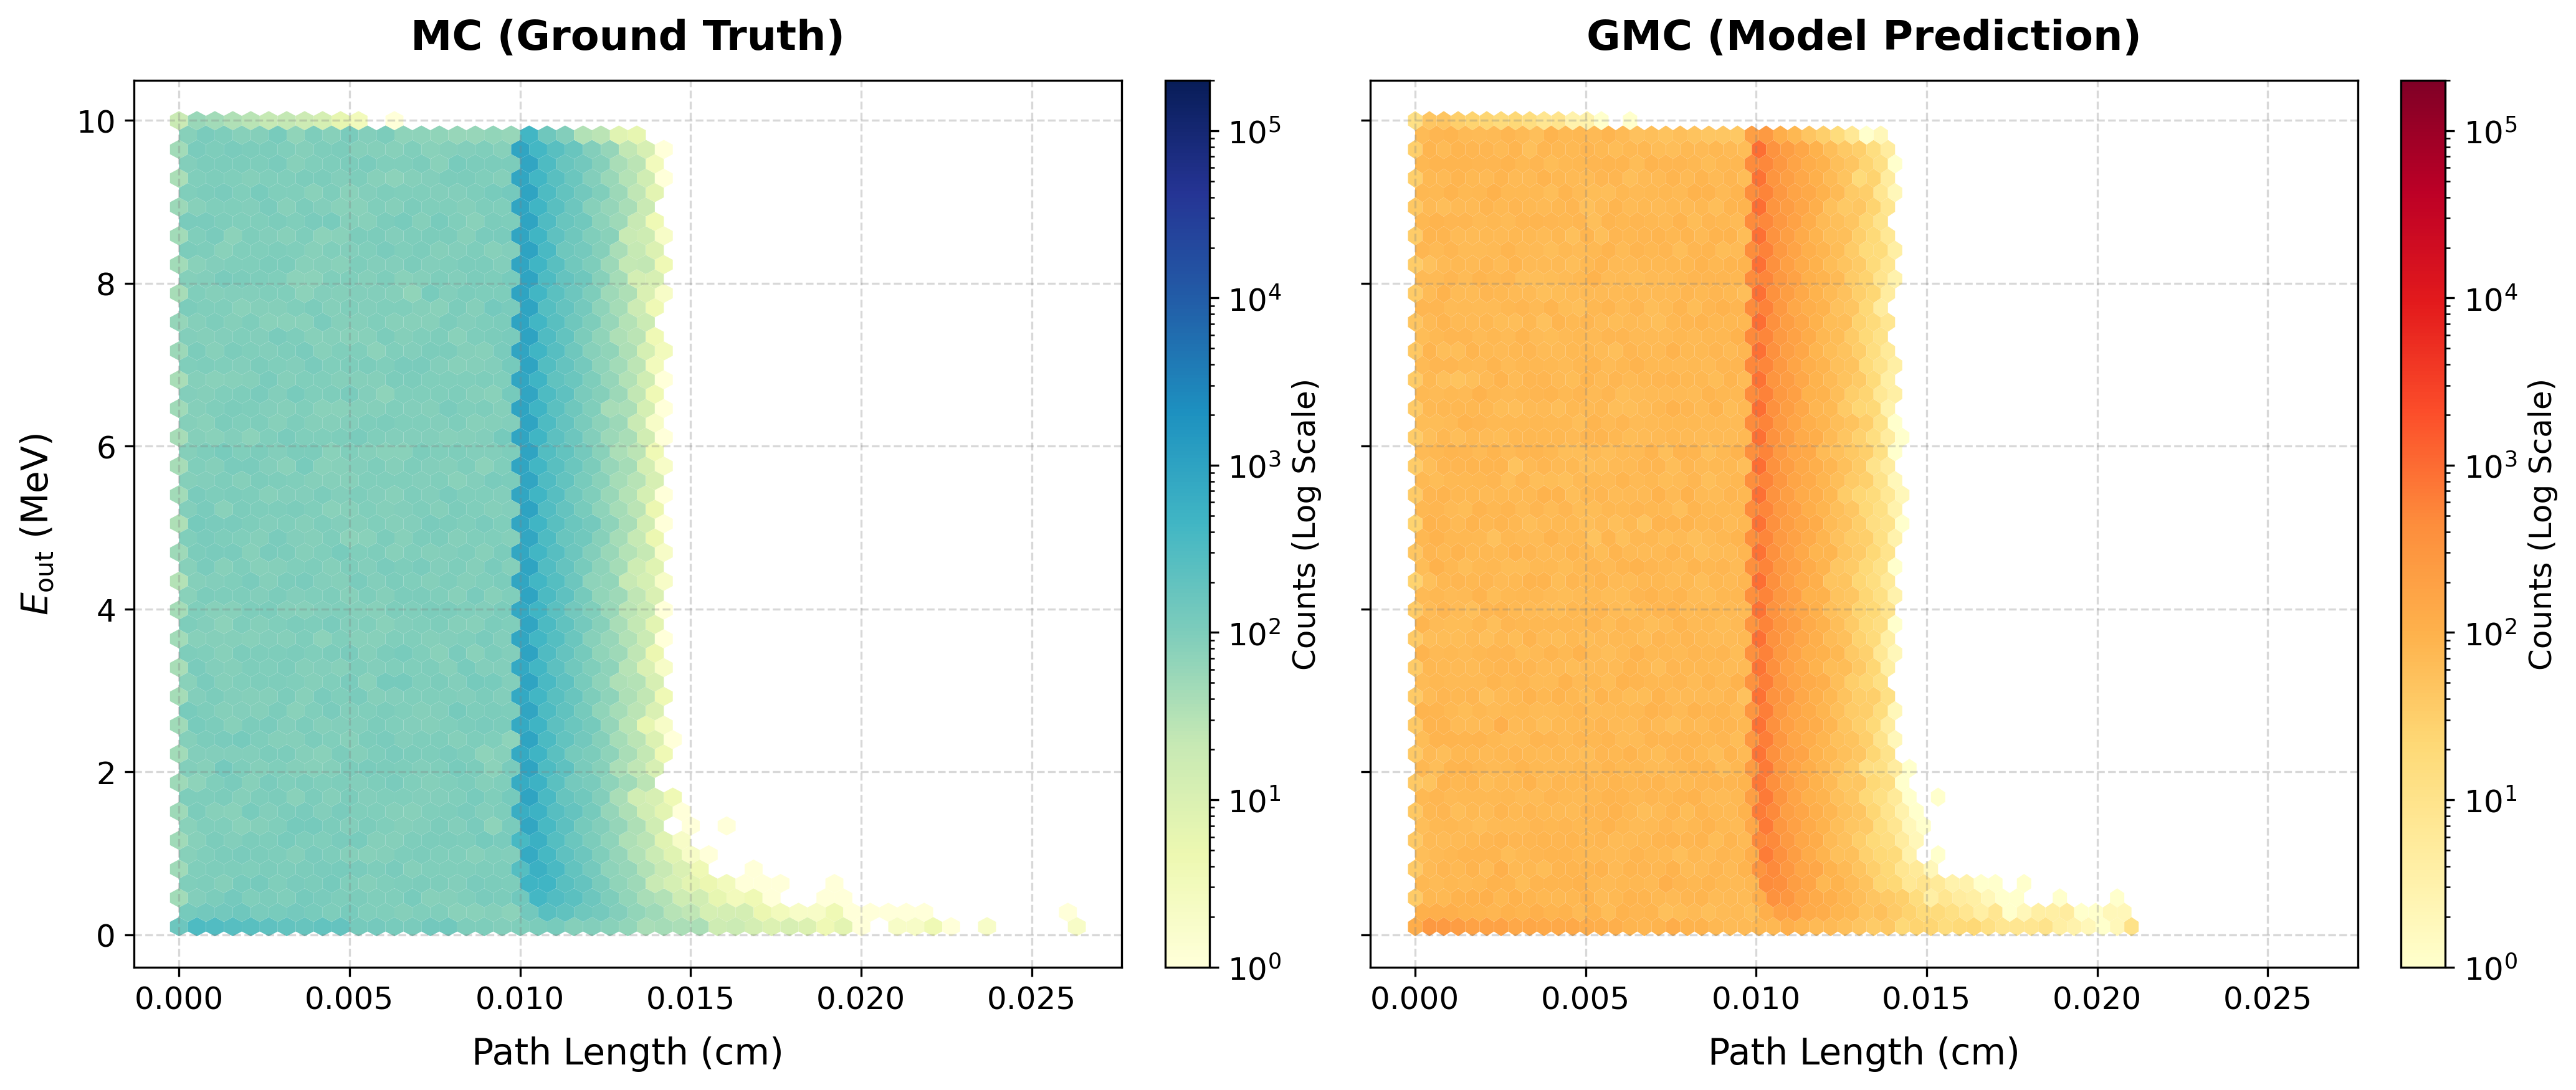 MC (Ground Truth)
10
8
6
4
2
0
E_out (MeV)
0.000 0.005 0.010 0.015 0.020 0.025
Path Length (cm)
10^5
10^4
10^3
10^2
10^1
10^0
Counts (Log Scale)
GMC (Model Prediction)
0.000 0.005 0.010 0.015 0.020 0.025
Path Length (cm)
10^5
10^4
10^3
10^2
10^1
10^0
Counts (Log Scale)